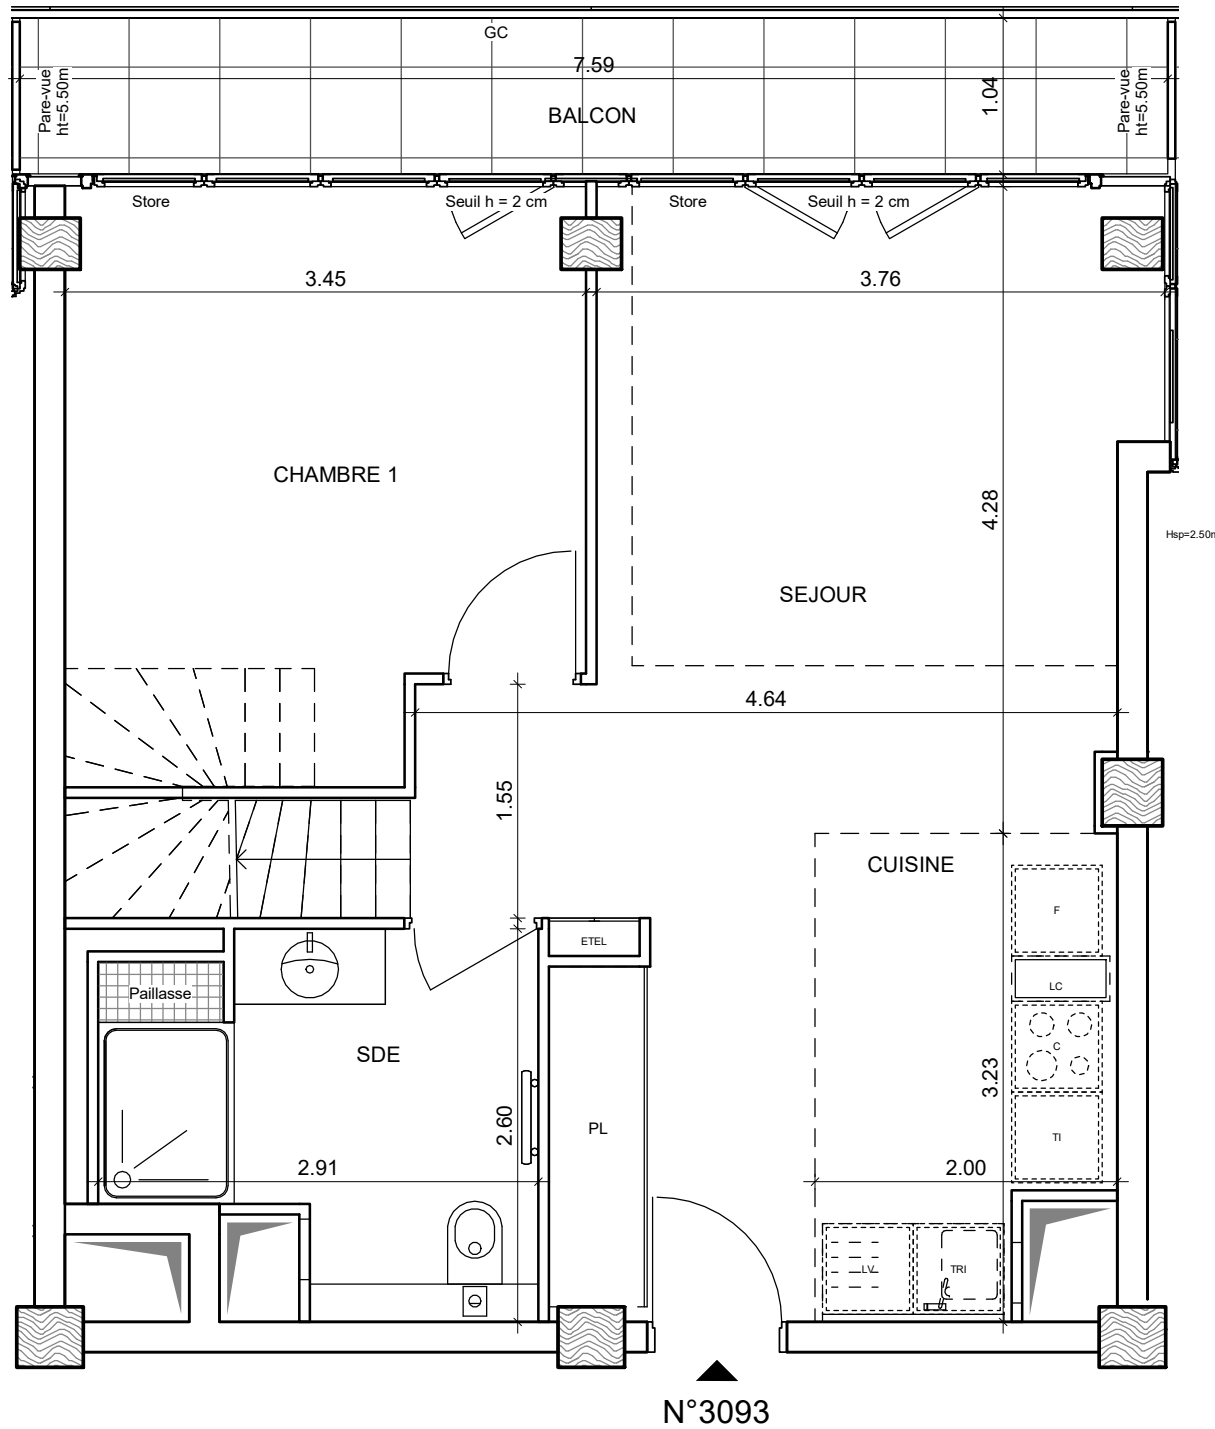 GC
7.59
Pare-vue
ht=5.50m
BALCON
1.04
Pare-vue
ht=5.50m
Store
Seuil h = 2 cm
Store
Seuil h = 2 cm
3.45
3.76
CHAMBRE 1
4.28
Hsp=2.50m
SEJOUR
4.64
1.55
CUISINE
F
ETEL
LC
Paillasse
C
SDE
3.23
2.60
PL
TI
2.91
2.00
LV
TRI
N°3093